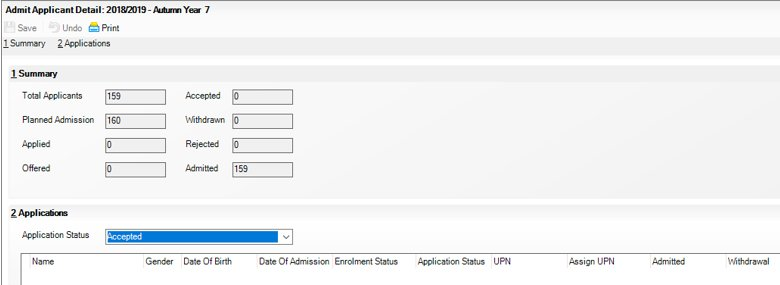 Admit Applicant Detail: 2018/2019 - Autumn Year 7
Save Undo Print
1 Summary 2 Applications
1 Summary
Total Applicants 159 Accepted 0
Planned Admission 160 Withdrawn 0
Applied 0 Rejected 0
Offered 0 Admitted 159
2 Applications
Application Status Accepted
Name Gender Date Of Birth Date Of Admission Enrolment Status Application Status UPN Assign UPN Admitted Withdrawal